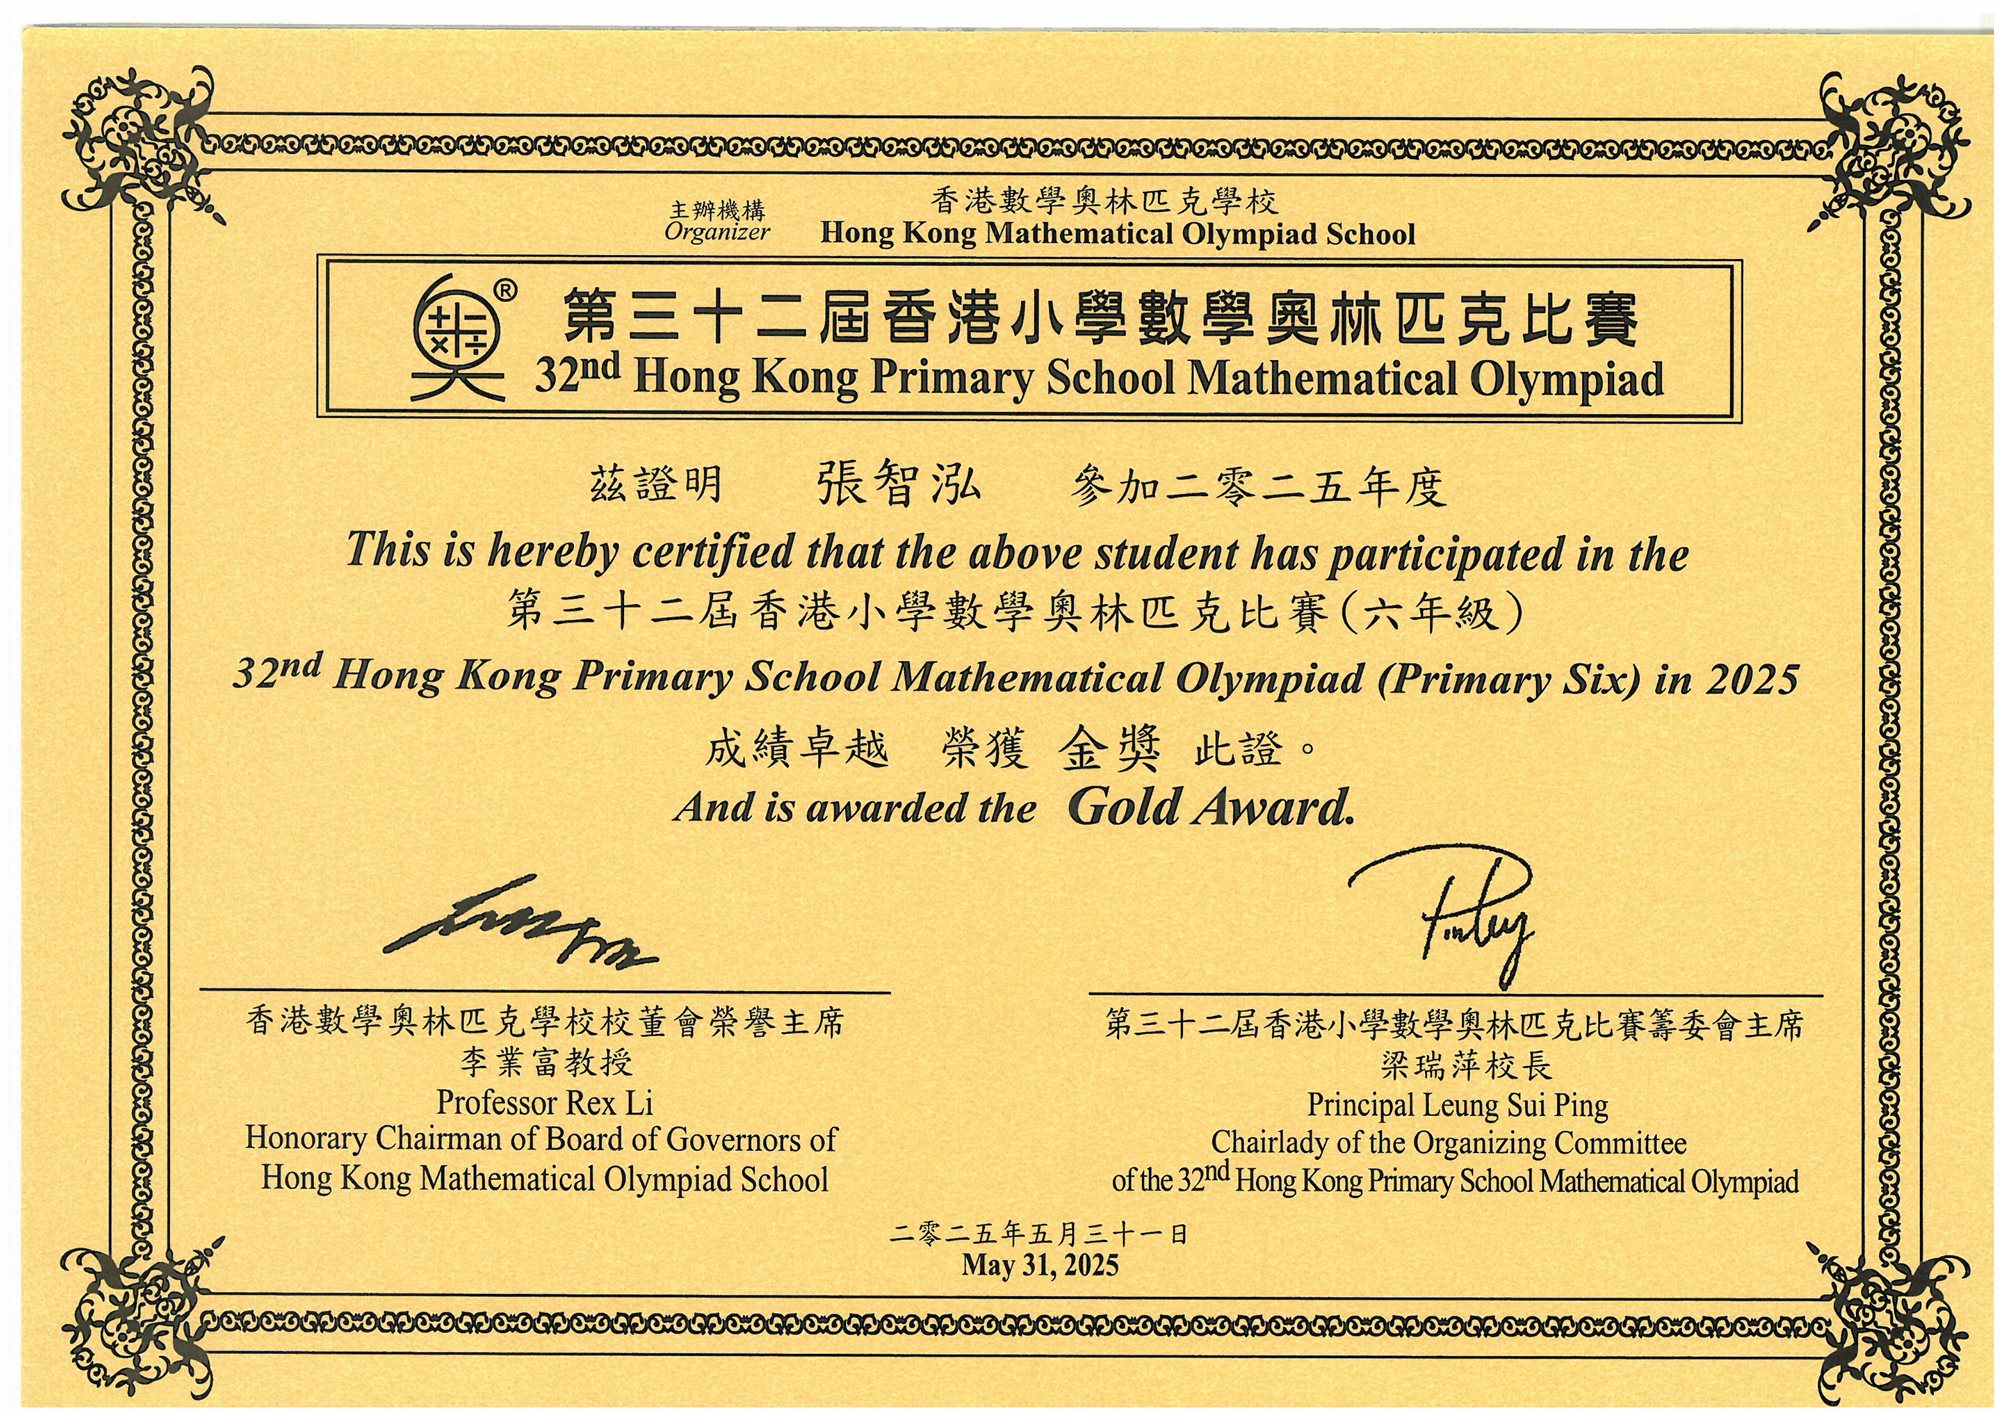 主辦機構 香港數學奧林匹克學校
Organizer Hong Kong Mathematical Olympiad School
® 第三十二屆香港小學數學奧林匹克比賽
32nd Hong Kong Primary School Mathematical Olympiad
茲證明 張智泓 參加二零二五年度
This is hereby certified that the above student has participated in the
第三十二屆香港小學數學奧林匹克比賽(六年級)
32nd Hong Kong Primary School Mathematical Olympiad (Primary Six) in 2025
成績卓越 榮獲 金獎 此證。
And is awarded the Gold Award.
香港數學奧林匹克學校校董會榮譽主席
李業富教授
Professor Rex Li
Honorary Chairman of Board of Governors of
Hong Kong Mathematical Olympiad School
第三十二屆香港小學數學奧林匹克比賽籌委會主席
梁瑞萍校長
Principal Leung Sui Ping
Chairlady of the Organizing Committee
of the 32nd Hong Kong Primary School Mathematical Olympiad
二零二五年五月三十一日
May 31, 2025